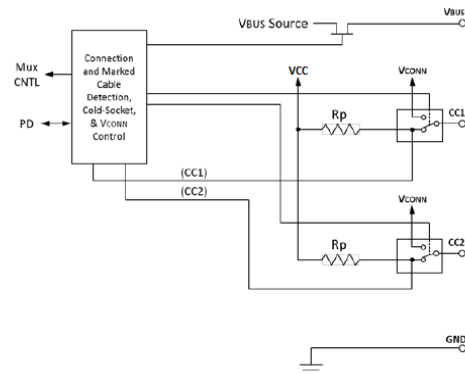 VBUS Source
VBUS
Connection
and Marked
Cable
Detection,
Cold-Socket,
& VCONN
Control
Mux
CNTL
PD
VCC
VCONN
Rp
CC1
(CC1)
(CC2)
VCONN
Rp
CC2
GND